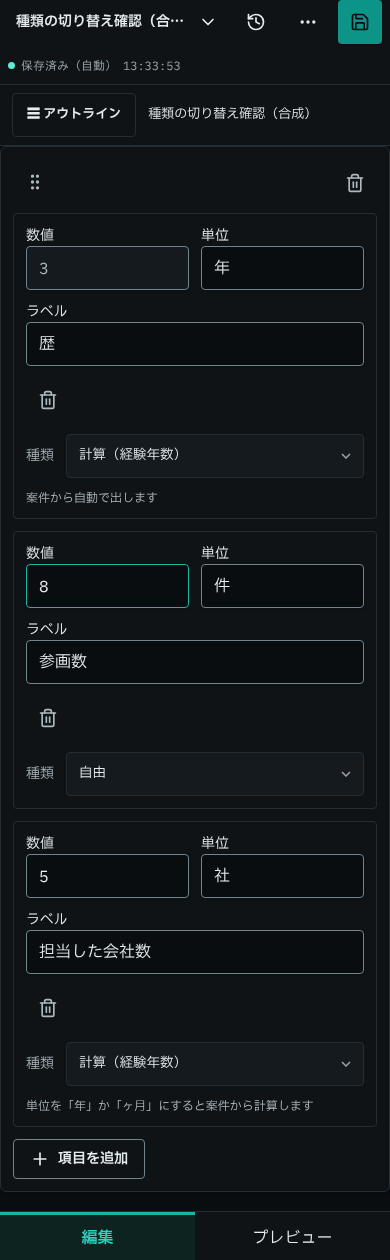 種類の切り替え確認（合…
保存済み（自動） 13:33:53
アウトライン 種類の切り替え確認（合成）
数値 単位
3 年
ラベル
歴
種類 計算（経験年数）
案件から自動で出します
数値 単位
8 件
ラベル
参画数
種類 自由
数値 単位
5 社
ラベル
担当した会社数
種類 計算（経験年数）
単位を「年」か「ヶ月」にすると案件から計算します
項目を追加
編集 プレビュー